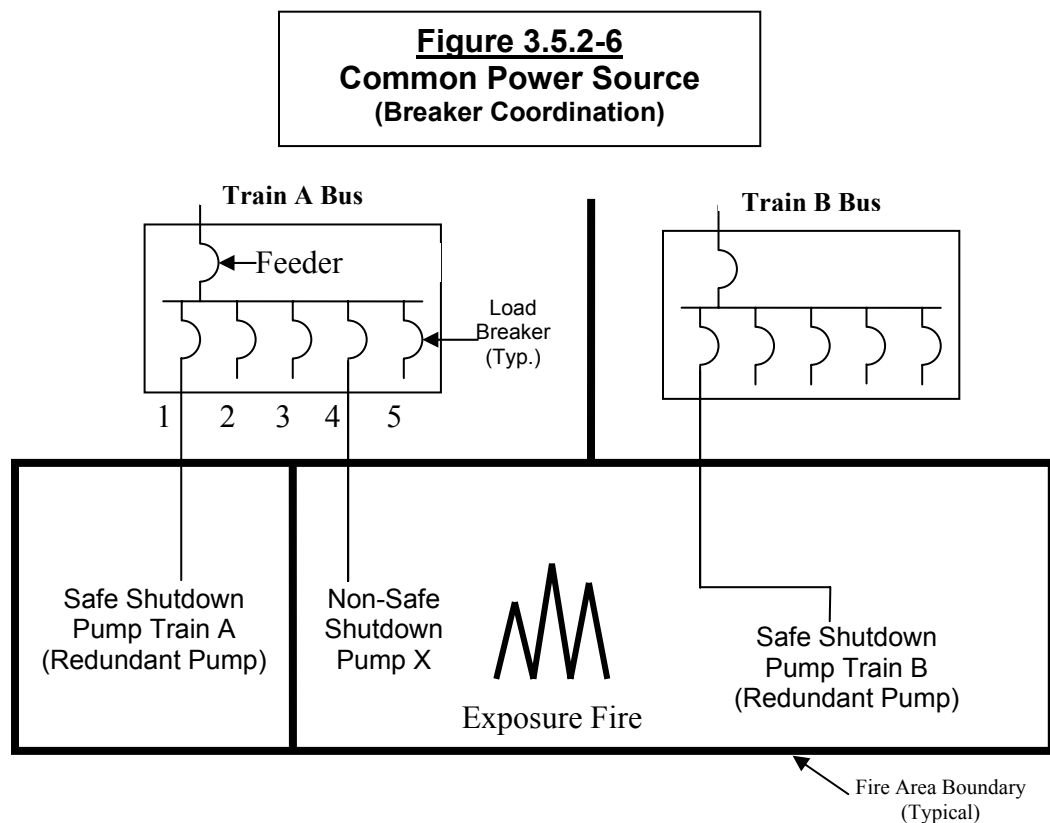 Figure 3.5.2-6
Common Power Source
(Breaker Coordination)
Train A Bus
Train B Bus
Feeder
Load
Breaker
(Typ.)
1 2 3 4 5
Safe Shutdown
Pump Train A
(Redundant Pump)
Non-Safe
Shutdown
Pump X
Exposure Fire
Safe Shutdown
Pump Train B
(Redundant Pump)
Fire Area Boundary
(Typical)